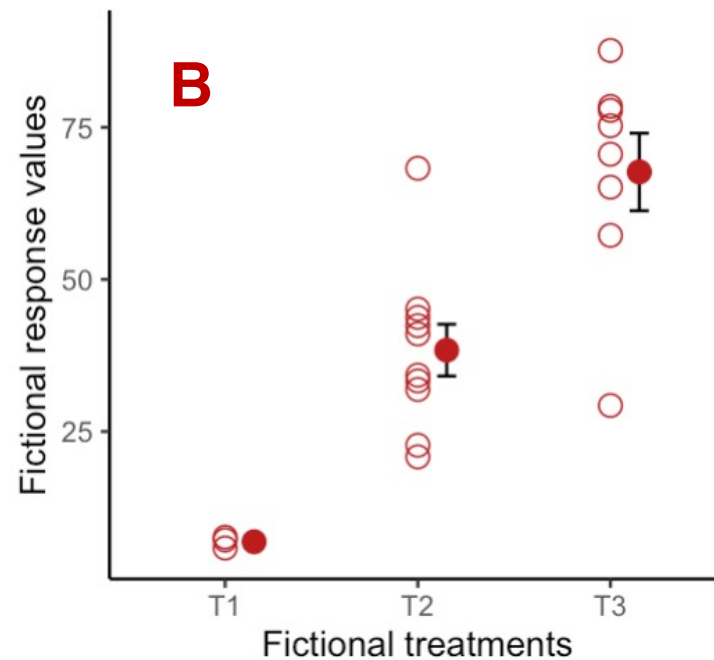 B
Fictional response values
75
50
25
T1 T2 T3
Fictional treatments